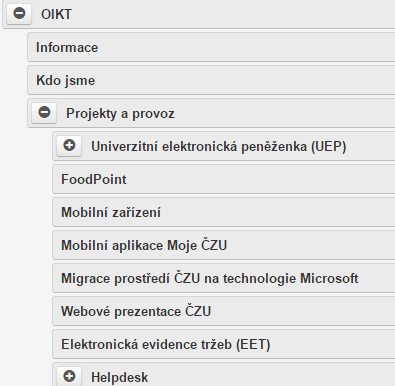 OIKT
Informace
Kdo jsme
Projekty a provoz
Univerzitní elektronická peněženka (UEP)
FoodPoint
Mobilní zařízení
Mobilní aplikace Moje ČZU
Migrace prostředí ČZU na technologie Microsoft
Webové prezentace ČZU
Elektronická evidence tržeb (EET)
Helpdesk